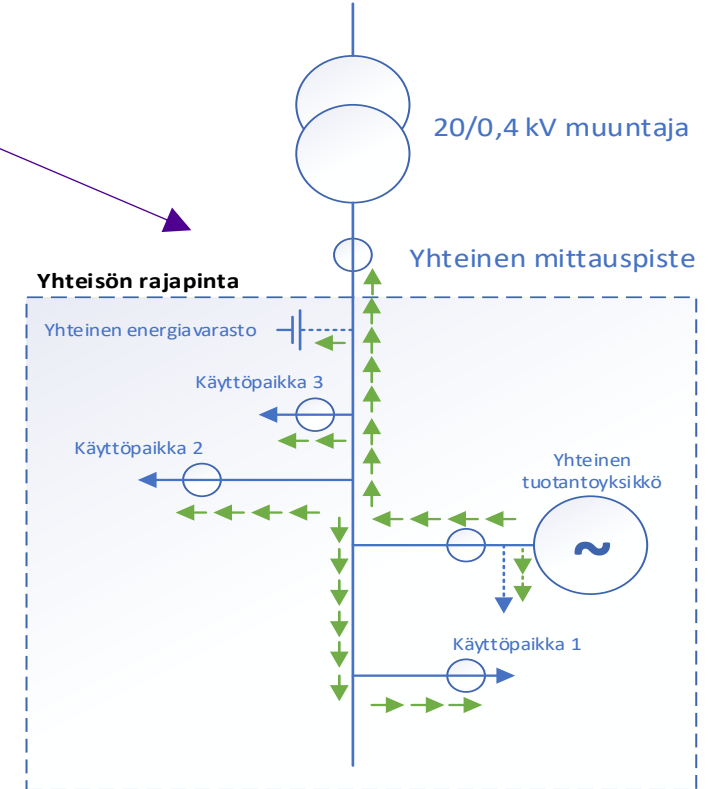 20/0,4 kV muuntaja
Yhteinen mittauspiste
Yhteisön rajapinta
Yhteinen energiavarasto
Käyttöpaikka 3
Käyttöpaikka 2
Yhteinen
tuotantoyksikkö
~
Käyttöpaikka 1